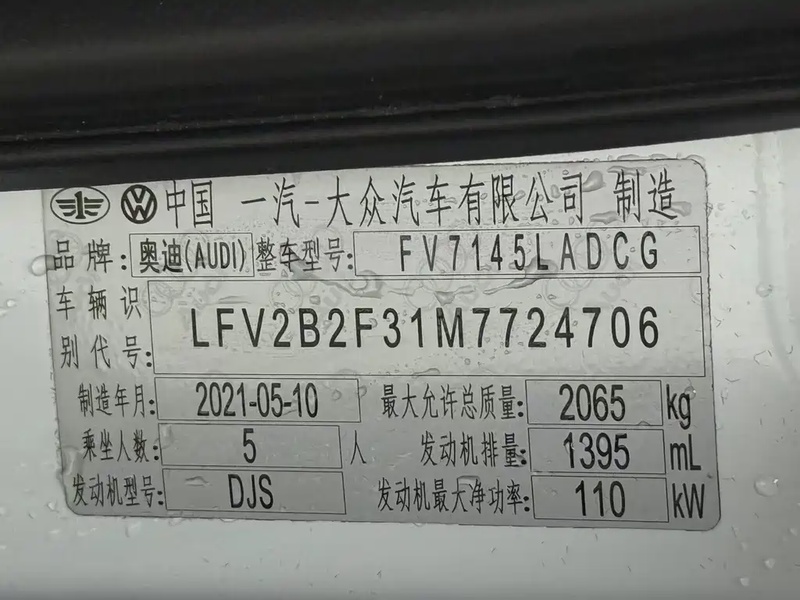 中国 一汽-大众汽车有限公司 制造
品牌: 奥迪(AUDI) 整车型号: FV7145LADCG
车辆识别代号: LFV2B2F31M7724706
制造年月: 2021-05-10 最大允许总质量: 2065 kg
乘坐人数: 5 人 发动机排量: 1395 mL
发动机型号: DJS 发动机最大净功率: 110 kW